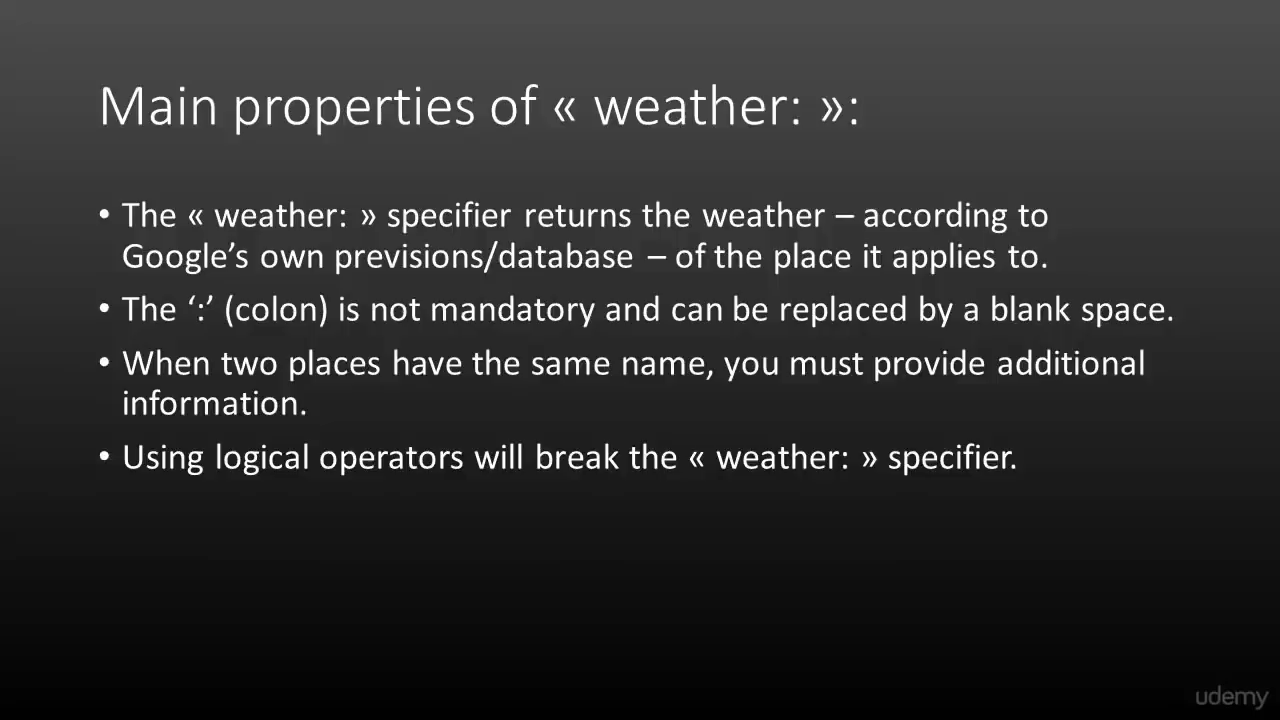 Main properties of « weather: »:
• The « weather: » specifier returns the weather – according to
Google’s own previsions/database – of the place it applies to.
• The ‘:’ (colon) is not mandatory and can be replaced by a blank space.
• When two places have the same name, you must provide additional
information.
• Using logical operators will break the « weather: » specifier.
udemy